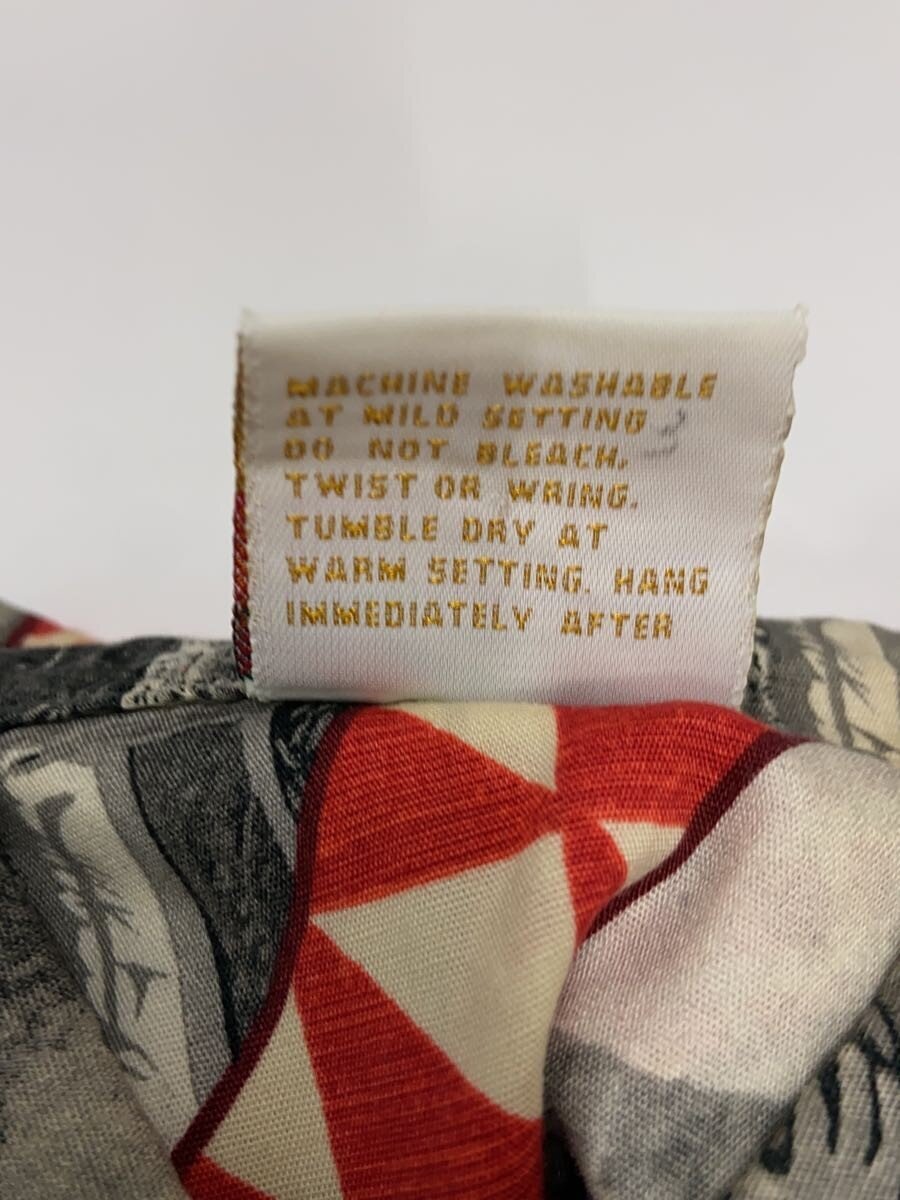 MACHINE WASHABLE
AT MILD SETTING
DO NOT BLEACH,
TWIST OR WRING.
TUMBLE DRY AT
WARM SETTING. HANG
IMMEDIATELY AFTER